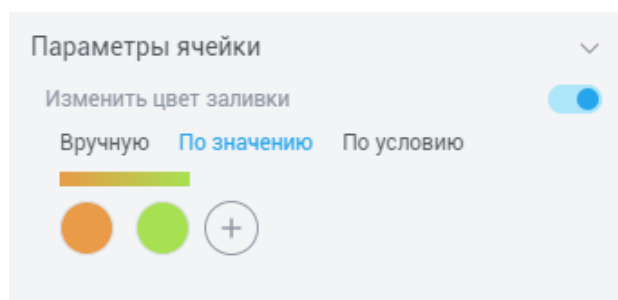 Параметры ячейки
Изменить цвет заливки
Вручную По значению По условию